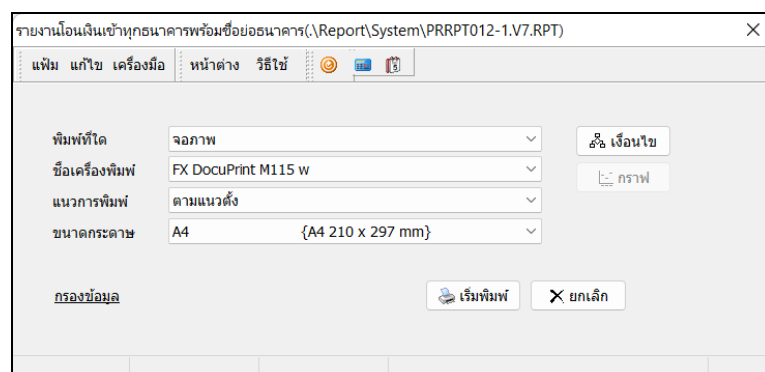 รายงานโอนเงินเข้าทุกธนาคารพร้อมชื่อย่อธนาคาร(.\Report\System\PRRPT012-1.V7.RPT)
แฟ้ม แก้ไข เครื่องมือ หน้าต่าง วิธีใช้
พิมพ์ที่ใด จอภาพ เงื่อนไข
ชื่อเครื่องพิมพ์ FX DocuPrint M115 w กราฟ
แนวการพิมพ์ ตามแนวตั้ง
ขนาดกระดาษ A4 {A4 210 x 297 mm}
กรองข้อมูล เริ่มพิมพ์ ยกเลิก